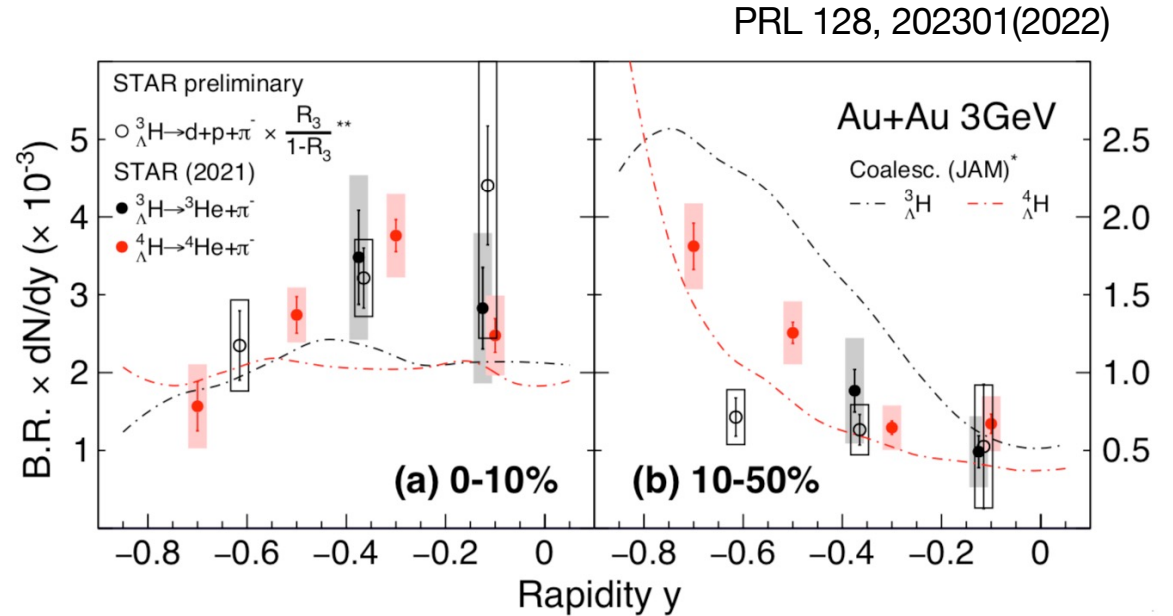 PRL 128, 202301(2022)
STAR preliminary
○ ³ΛH→d+p+π⁻ × R₃/1-R₃ **
STAR (2021)
● ³ΛH→³He+π⁻
● ⁴ΛH→⁴He+π⁻
Au+Au 3GeV
Coalesc. (JAM)*
³ΛH ⁴ΛH
B.R. × dN/dy (× 10⁻³)
5
4
3
2
1
2.5
2.0
1.5
1.0
0.5
(a) 0-10%
(b) 10-50%
−0.8 −0.6 −0.4 −0.2 0
−0.8 −0.6 −0.4 −0.2 0
Rapidity y